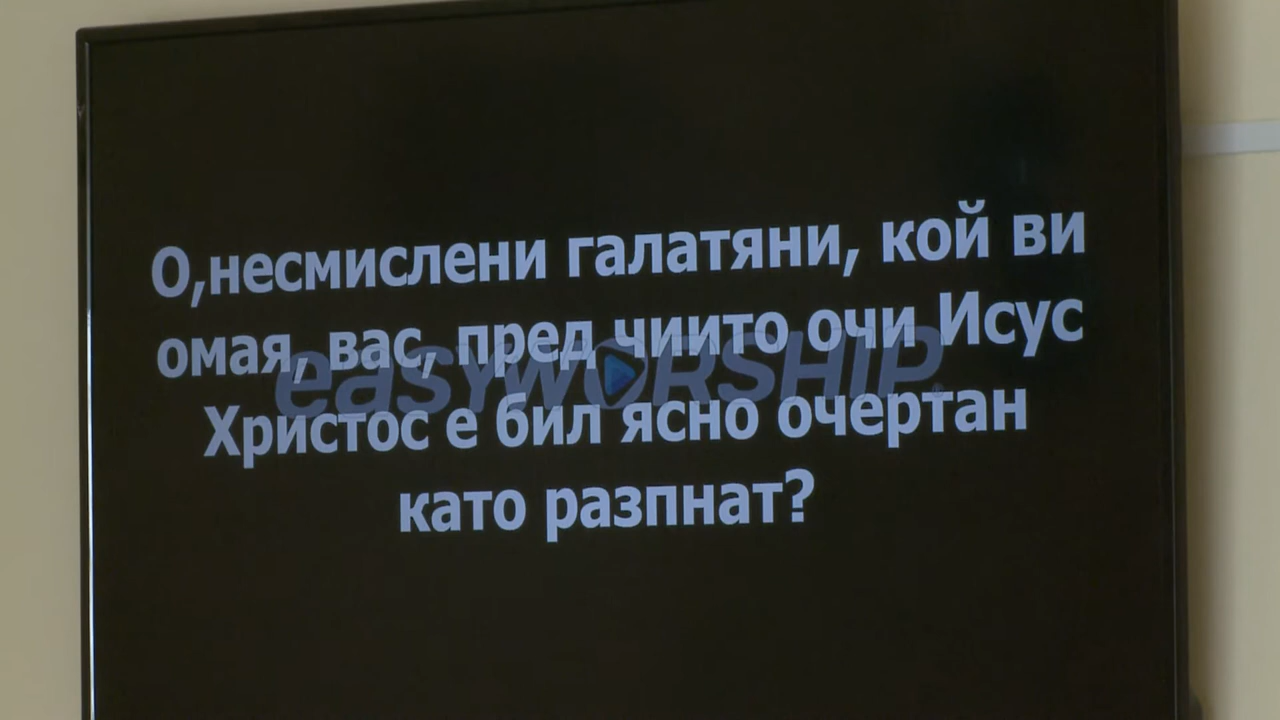 О,несмислени галатяни, кой ви
омая, вас, пред чиито очи Исус
easyworship
Христос е бил ясно очертан
като разпнат?